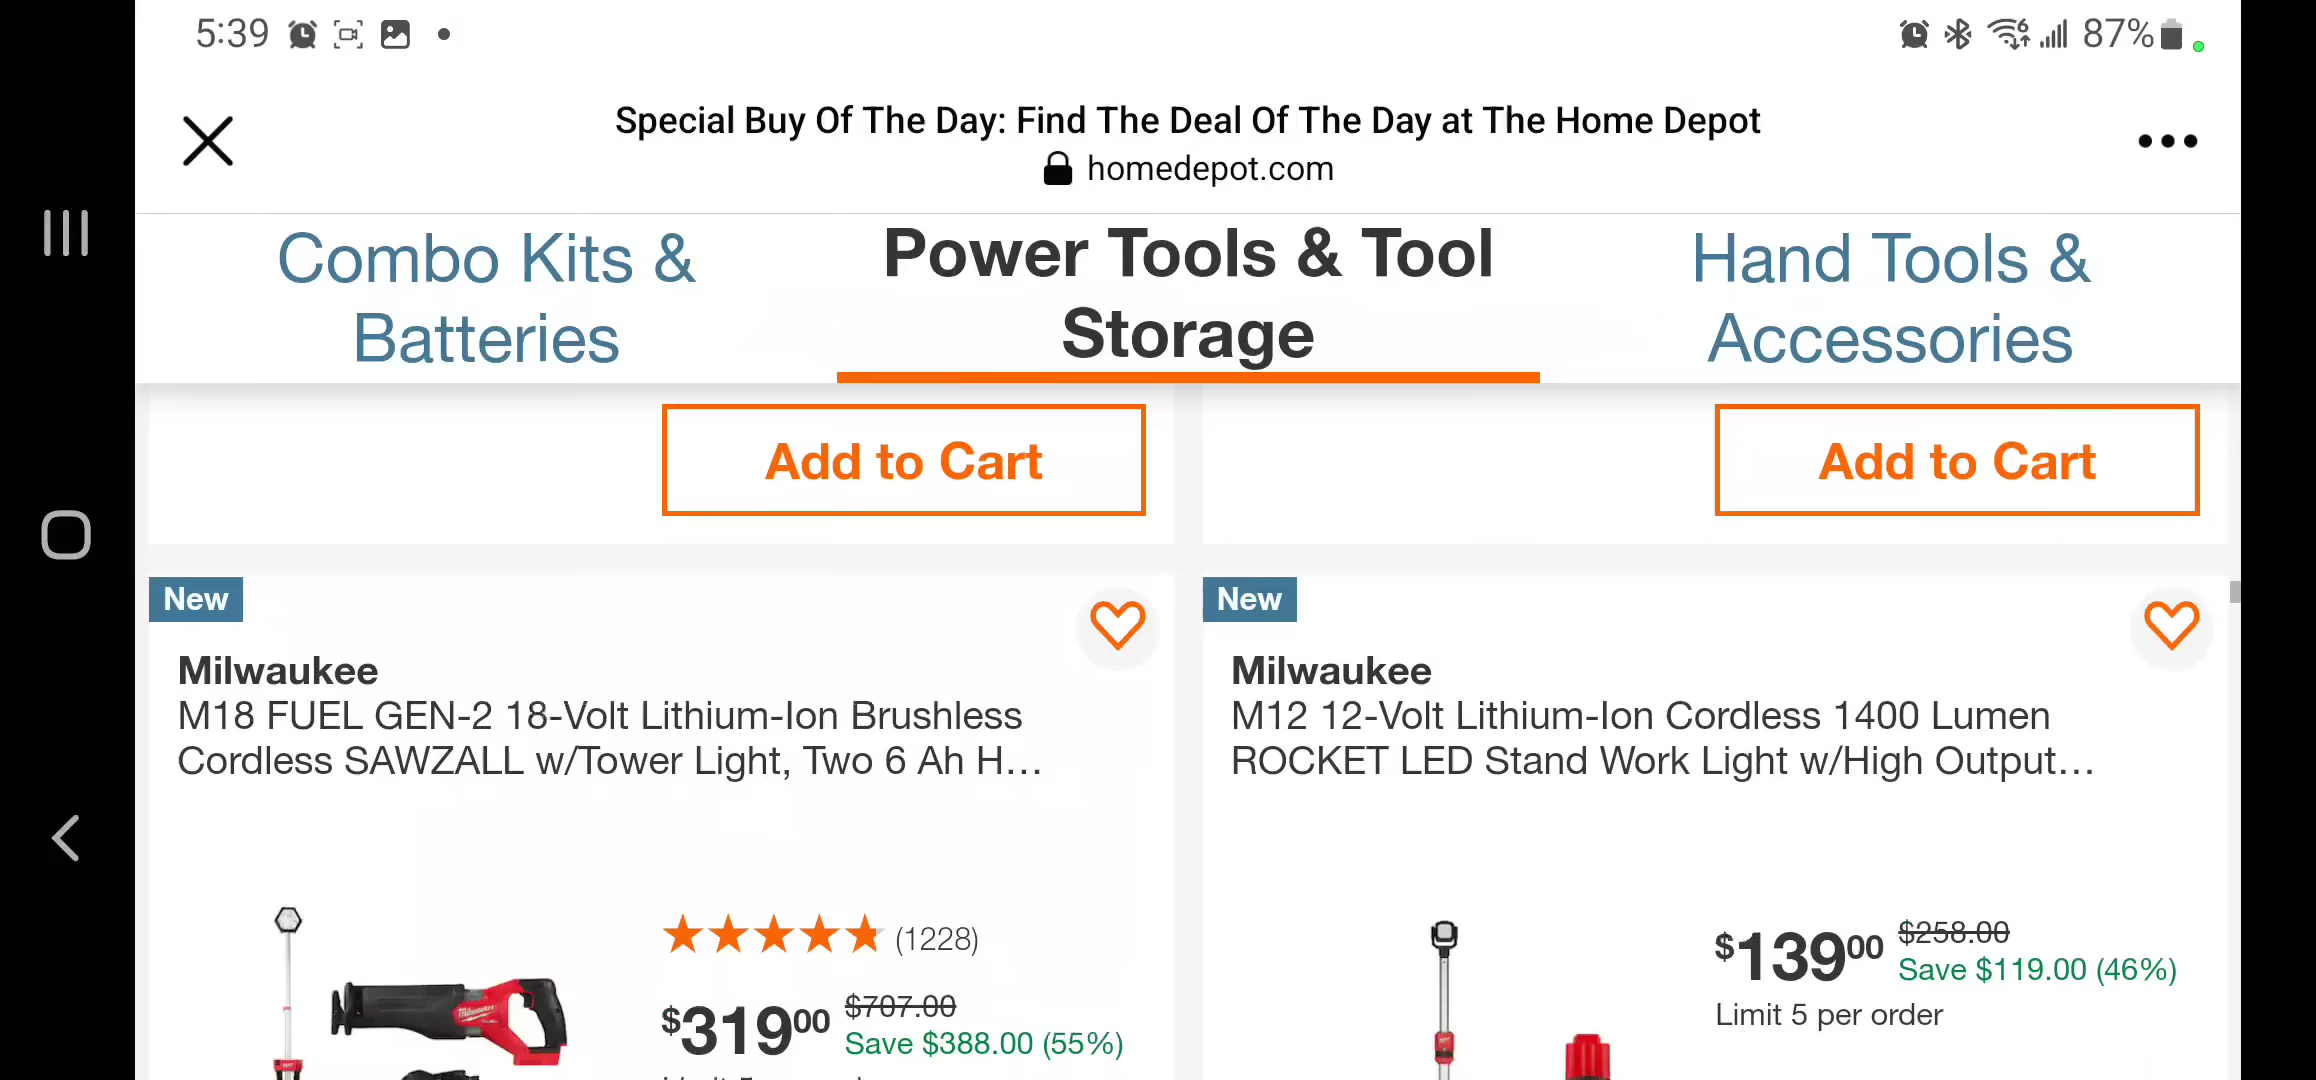 5:39
87%
Special Buy Of The Day: Find The Deal Of The Day at The Home Depot
homedepot.com
Combo Kits &
Batteries
Power Tools & Tool
Storage
Hand Tools &
Accessories
Add to Cart
Add to Cart
New
Milwaukee
M18 FUEL GEN-2 18-Volt Lithium-Ion Brushless
Cordless SAWZALL w/Tower Light, Two 6 Ah H...
(1228)
$31900
$707.00
Save $388.00 (55%)
New
Milwaukee
M12 12-Volt Lithium-Ion Cordless 1400 Lumen
ROCKET LED Stand Work Light w/High Output...
$13900
$258.00
Save $119.00 (46%)
Limit 5 per order